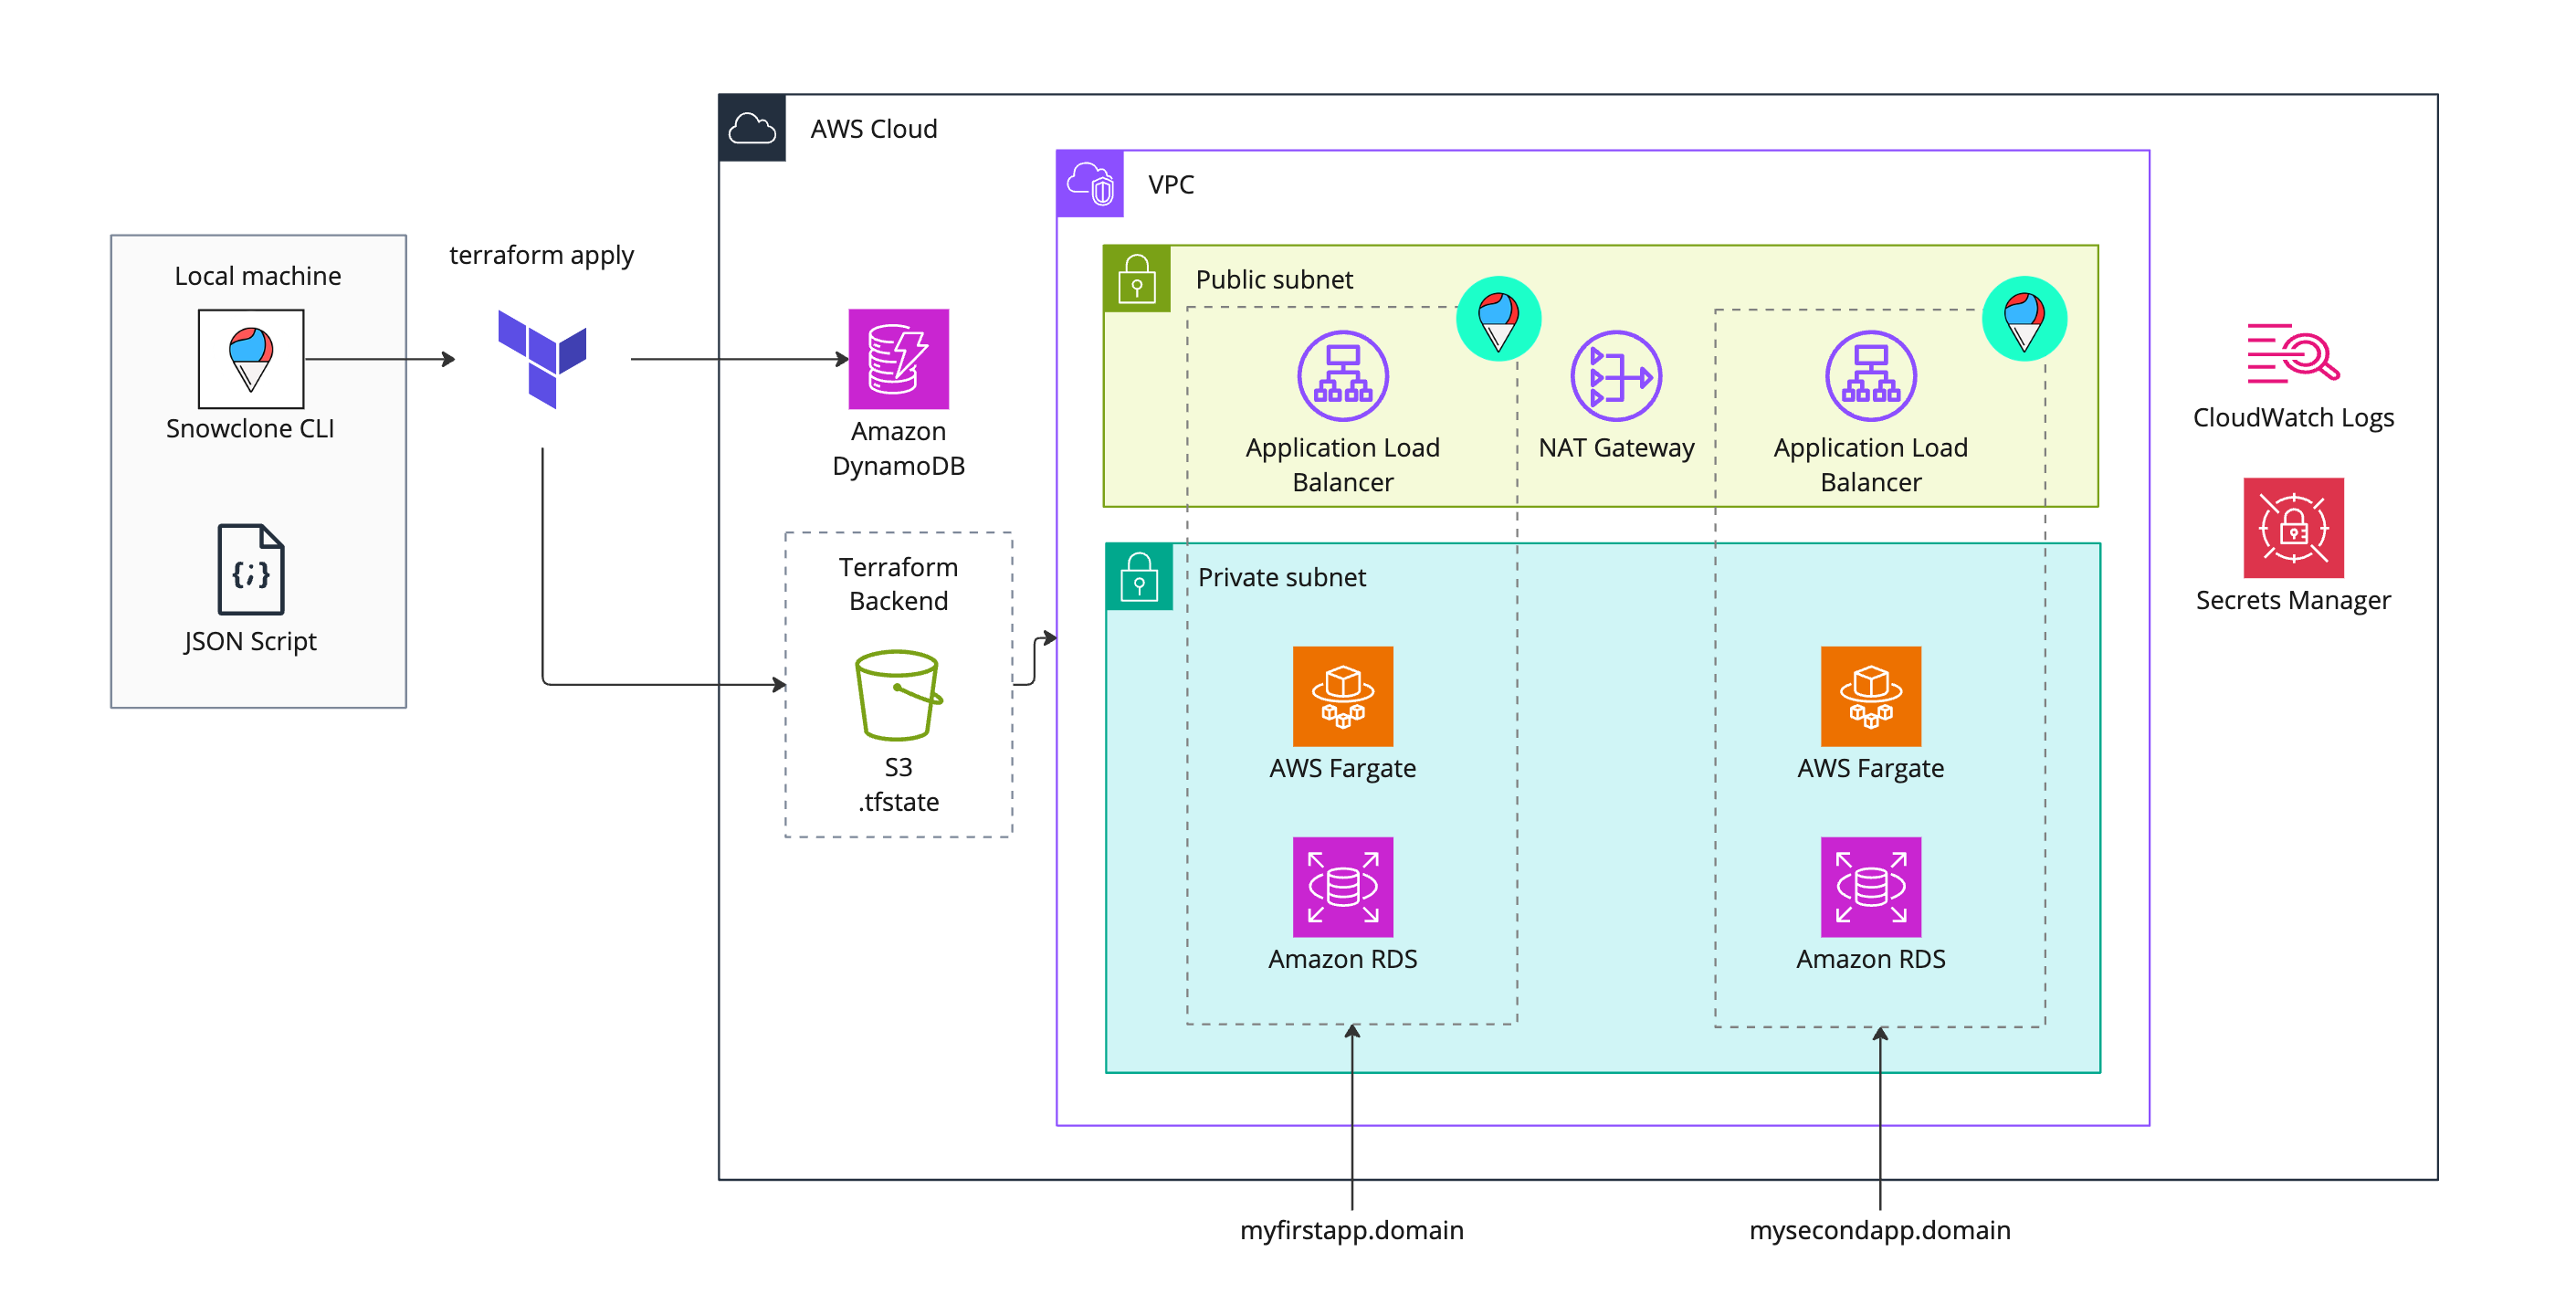 AWS Cloud
VPC
terraform apply
Local machine
Snowclone CLI
JSON Script
Amazon
DynamoDB
Terraform
Backend
S3
.tfstate
Public subnet
Application Load
Balancer
NAT Gateway
Application Load
Balancer
Private subnet
{;}
AWS Fargate
AWS Fargate
Amazon RDS
Amazon RDS
CloudWatch Logs
Secrets Manager
myfirstapp.domain
mysecondapp.domain